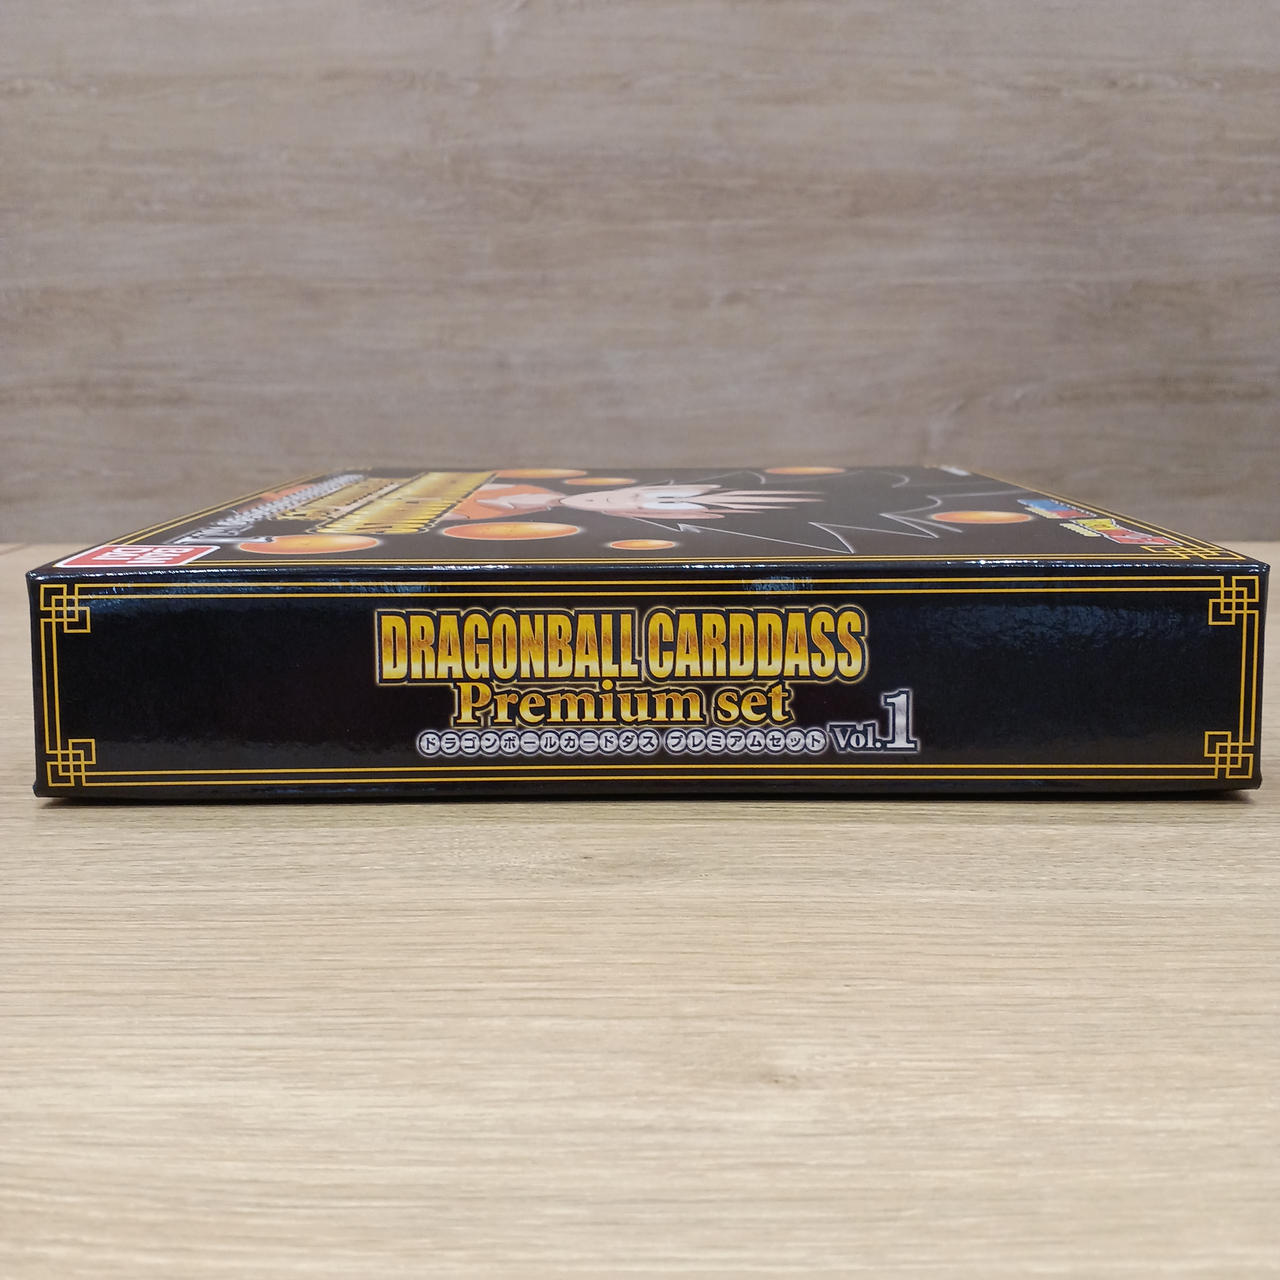 DRAGONBALL CARDDASS
Premium set
ドラゴンボールカードダス プレミアムセット Vol.1
BANDAI